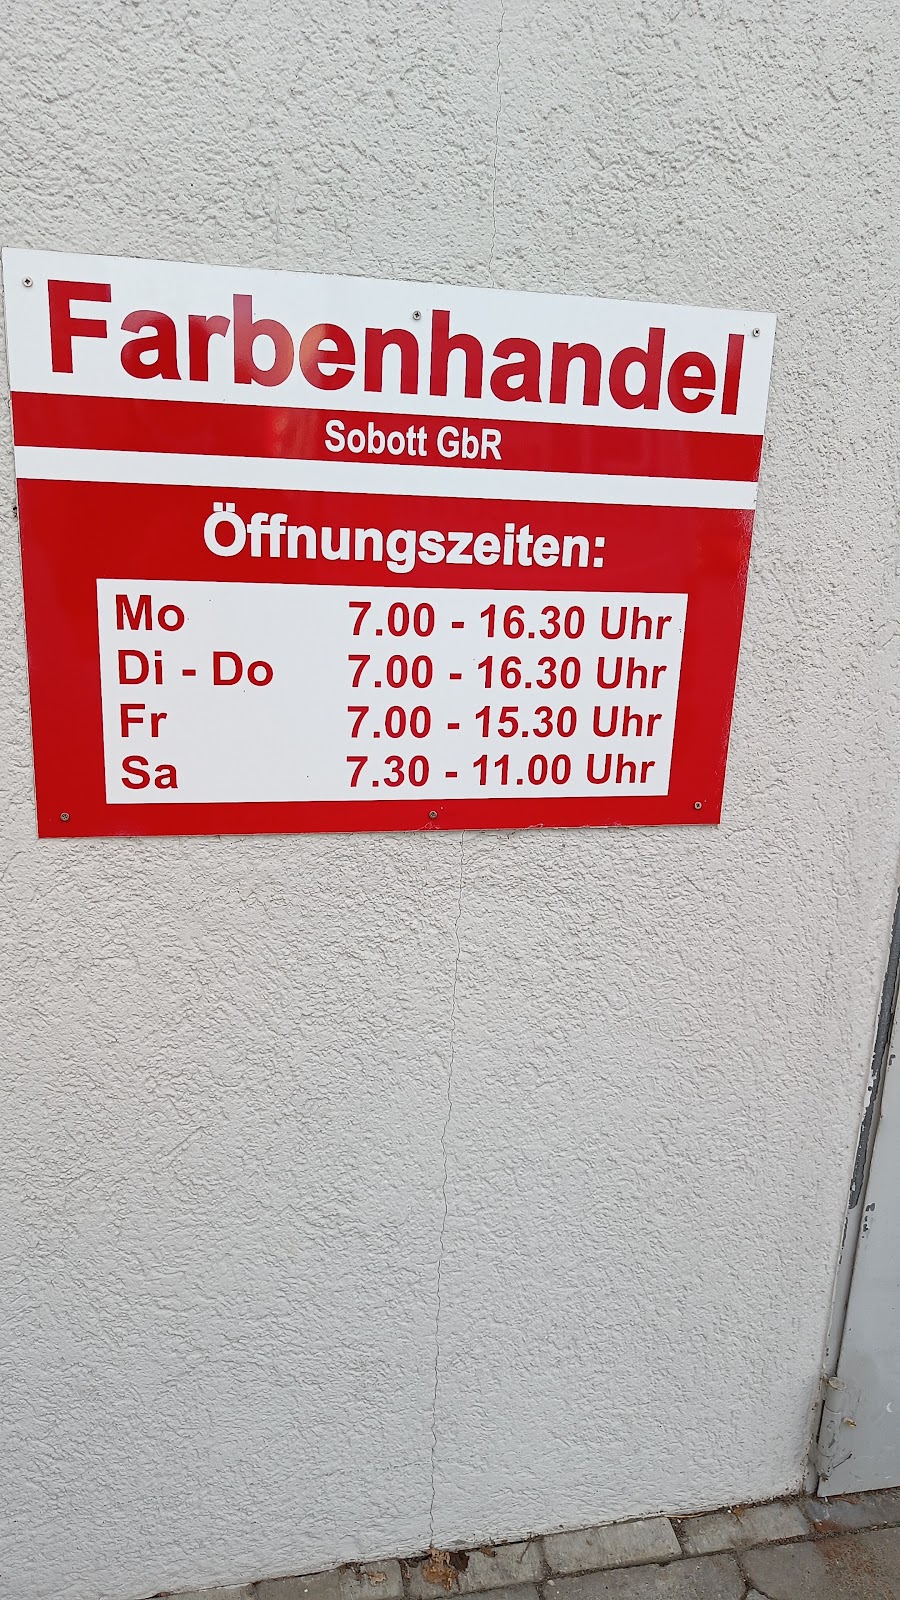 Farbenhandel
Sobott GbR
Öffnungszeiten:
Mo 7.00 - 16.30 Uhr
Di - Do 7.00 - 16.30 Uhr
Fr 7.00 - 15.30 Uhr
Sa 7.30 - 11.00 Uhr